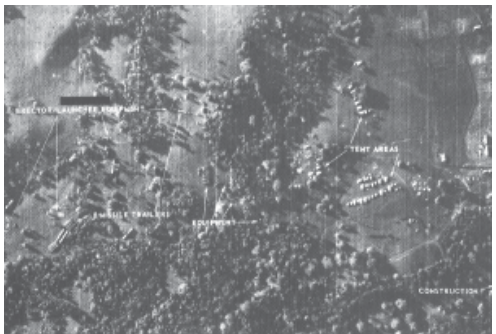 ERECTOR/LAUNCHER EQUIPMENT
TENT AREAS
MISSILE TRAILERS
EQUIPMENT
CONSTRUCTION